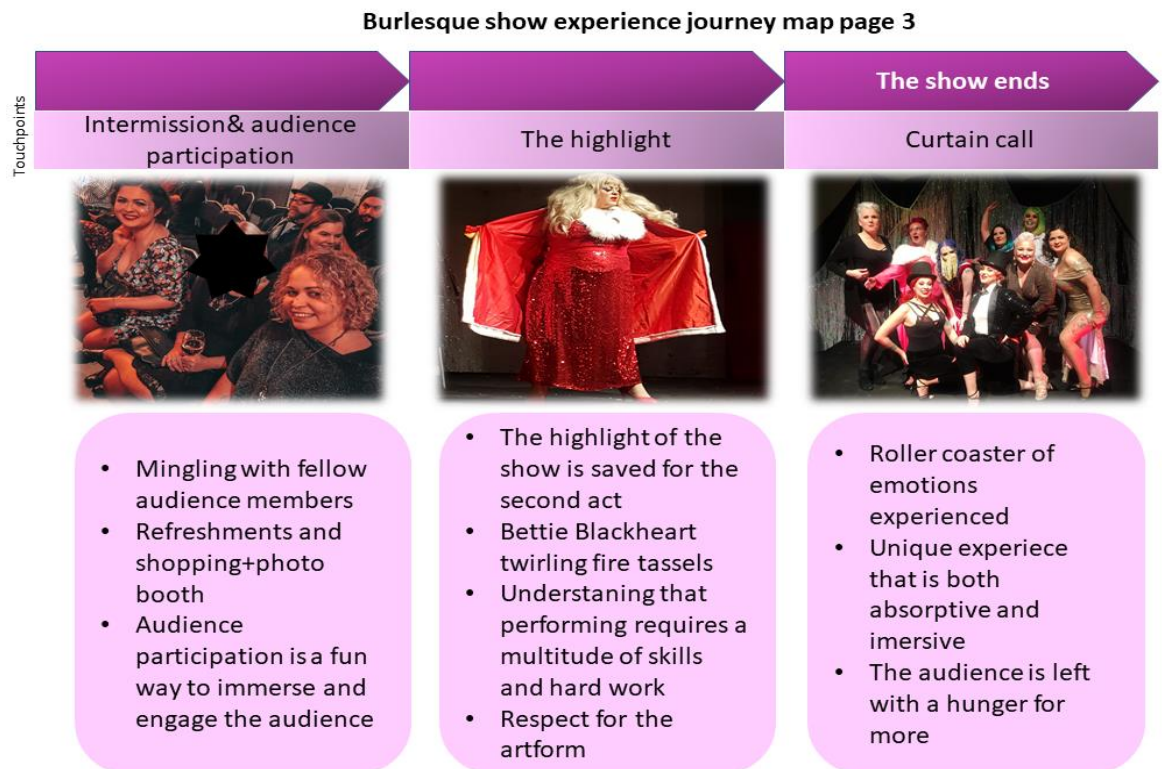 Burlesque show experience journey map page 3
Touchpoints
The show ends
Intermission& audience
participation
The highlight
Curtain call
• Mingling with fellow
audience members
• Refreshments and
shopping+photo
booth
• Audience
participation is a fun
way to immerse and
engage the audience
• The highlight of the
show is saved for the
second act
• Bettie Blackheart
twirling fire tassels
• Understaning that
performing requires a
multitude of skills
and hard work
• Respect for the
artform
• Roller coaster of
emotions
experienced
• Unique experiece
that is both
absorptive and
imersive
• The audience is left
with a hunger for
more